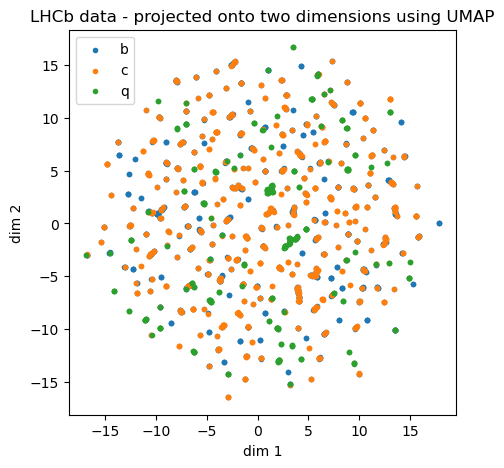 LHCb data - projected onto two dimensions using UMAP
b
c
q
15
10
5
0
−5
−10
−15
dim 2
−15 −10 −5 0 5 10 15
dim 1